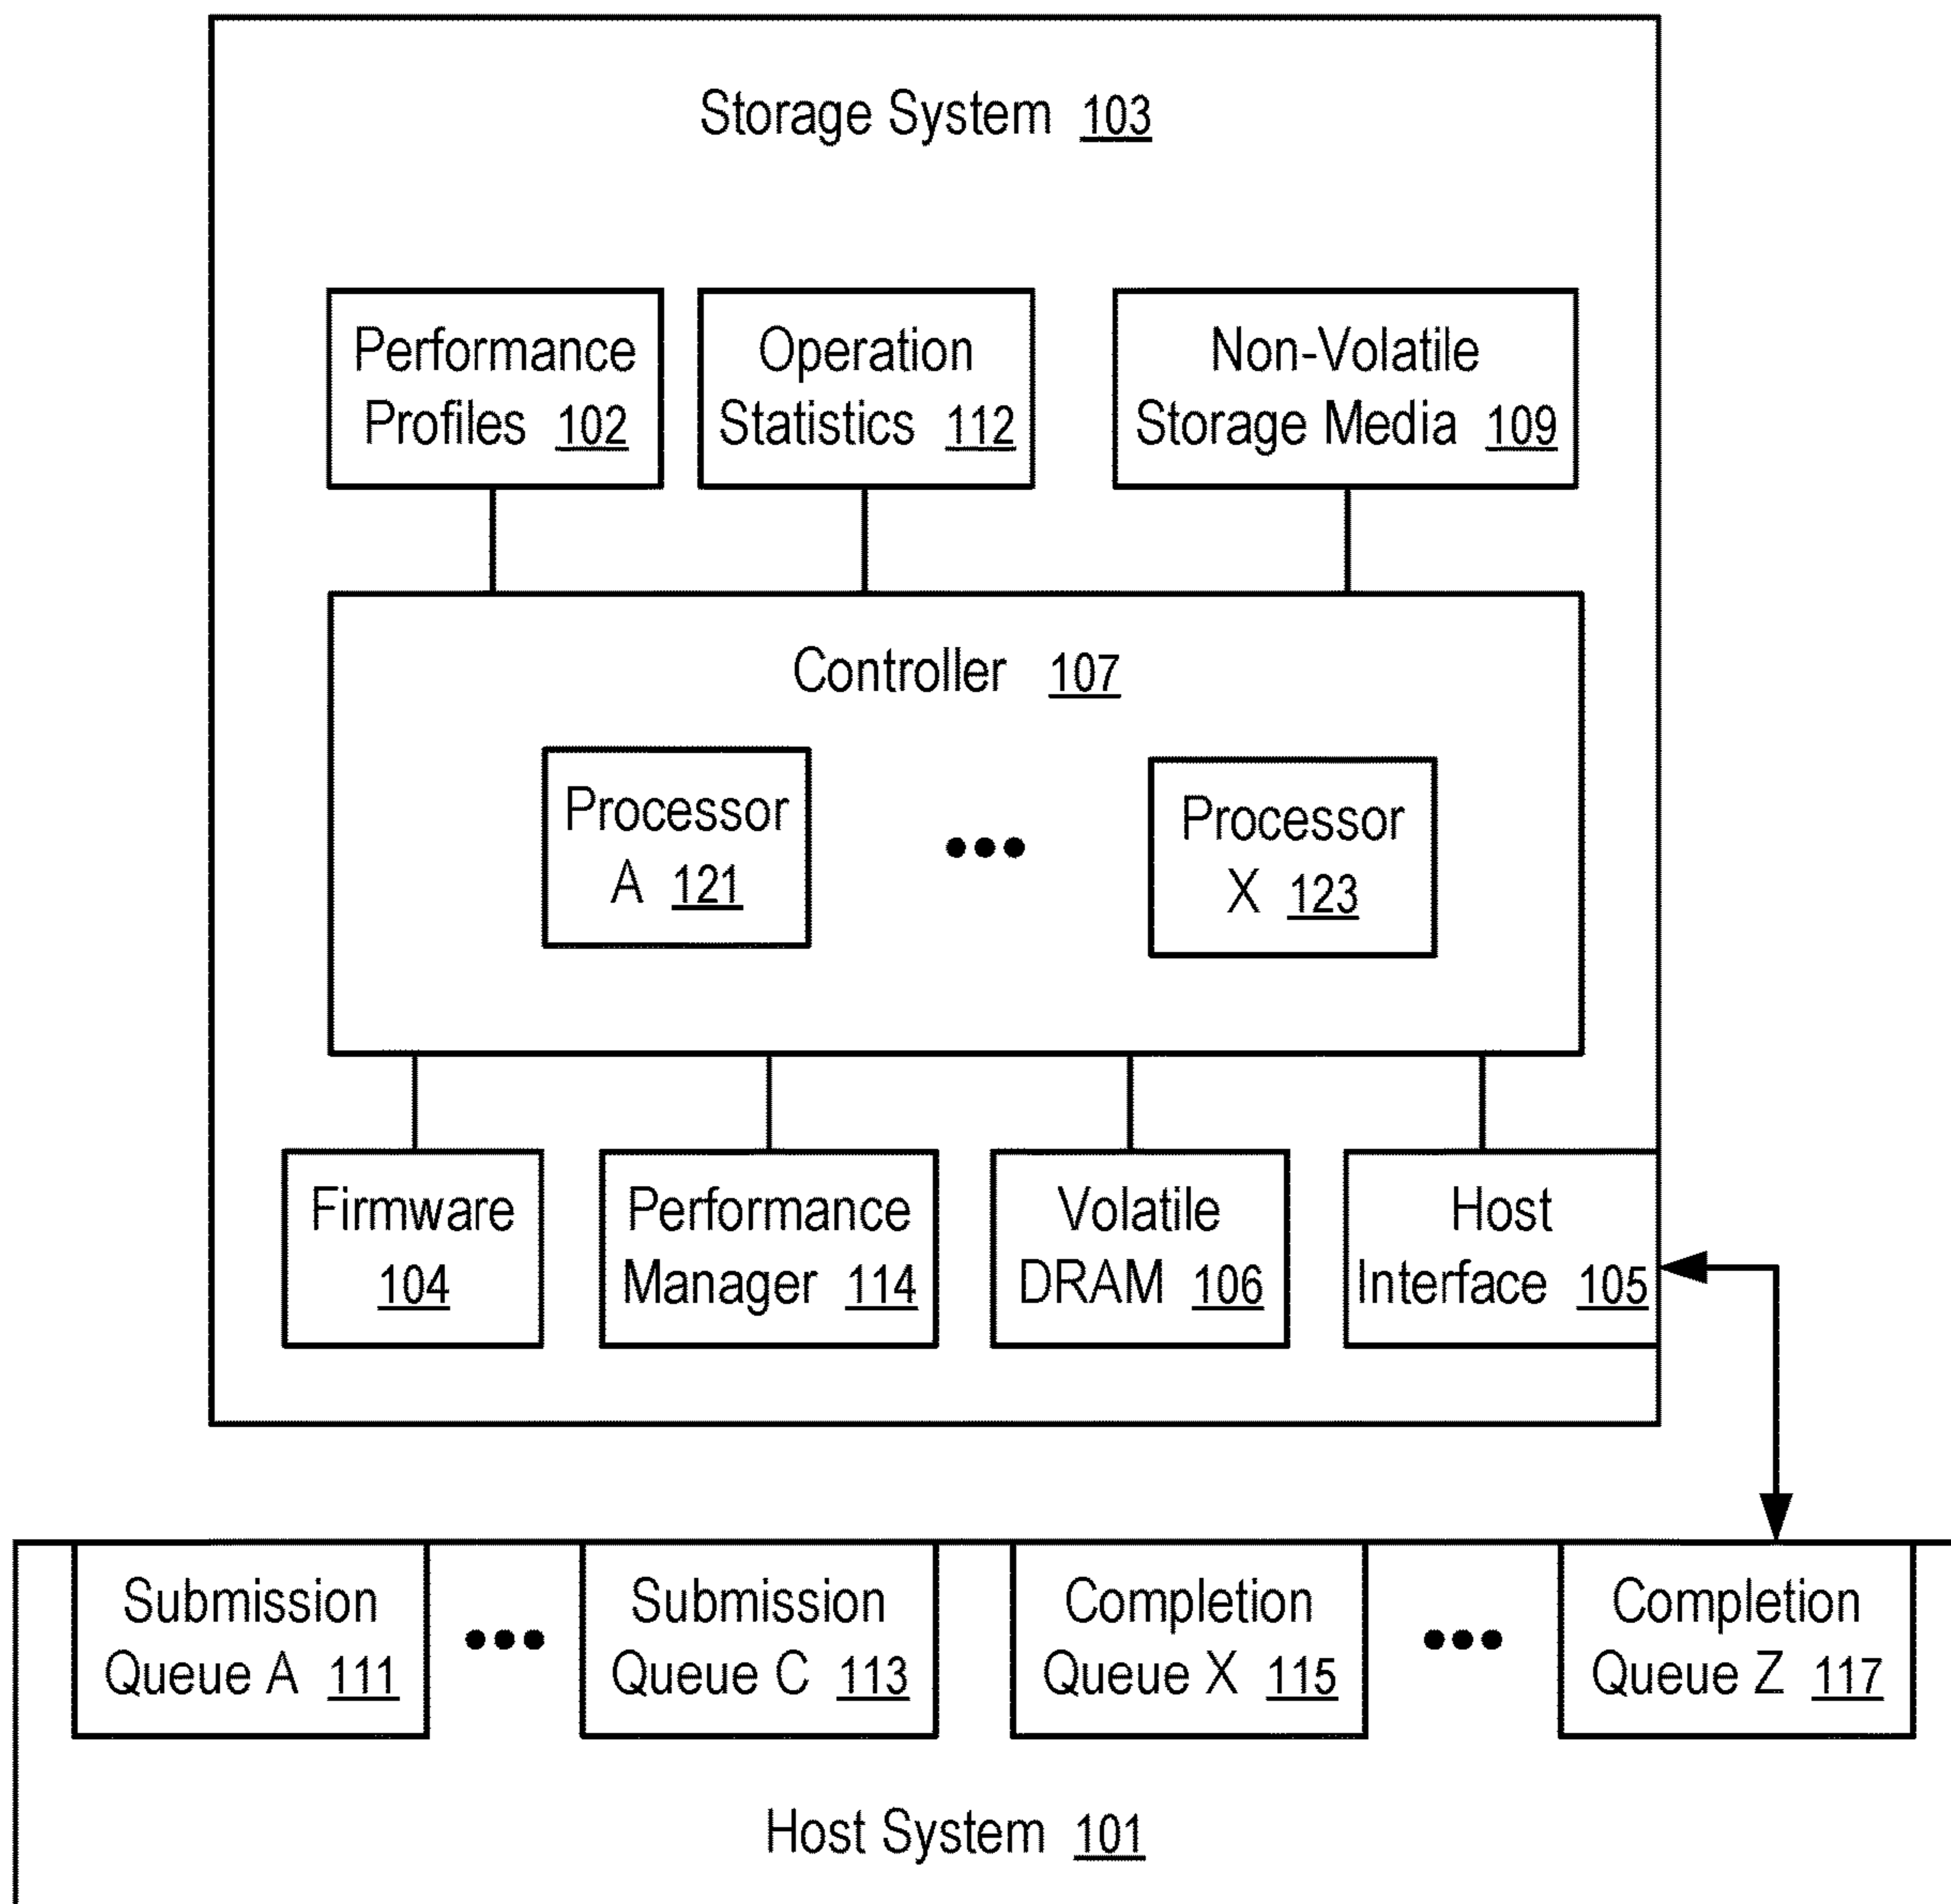 Storage System 103
Performance
Profiles 102
Operation
Statistics 112
Non-Volatile
Storage Media 109
Controller 107
Processor
A 121
Processor
X 123
Firmware
104
Performance
Manager 114
Volatile
DRAM 106
Host
Interface 105
Submission
Queue A 111
Submission
Queue C 113
Completion
Queue X 115
Completion
Queue Z 117
Host System 101